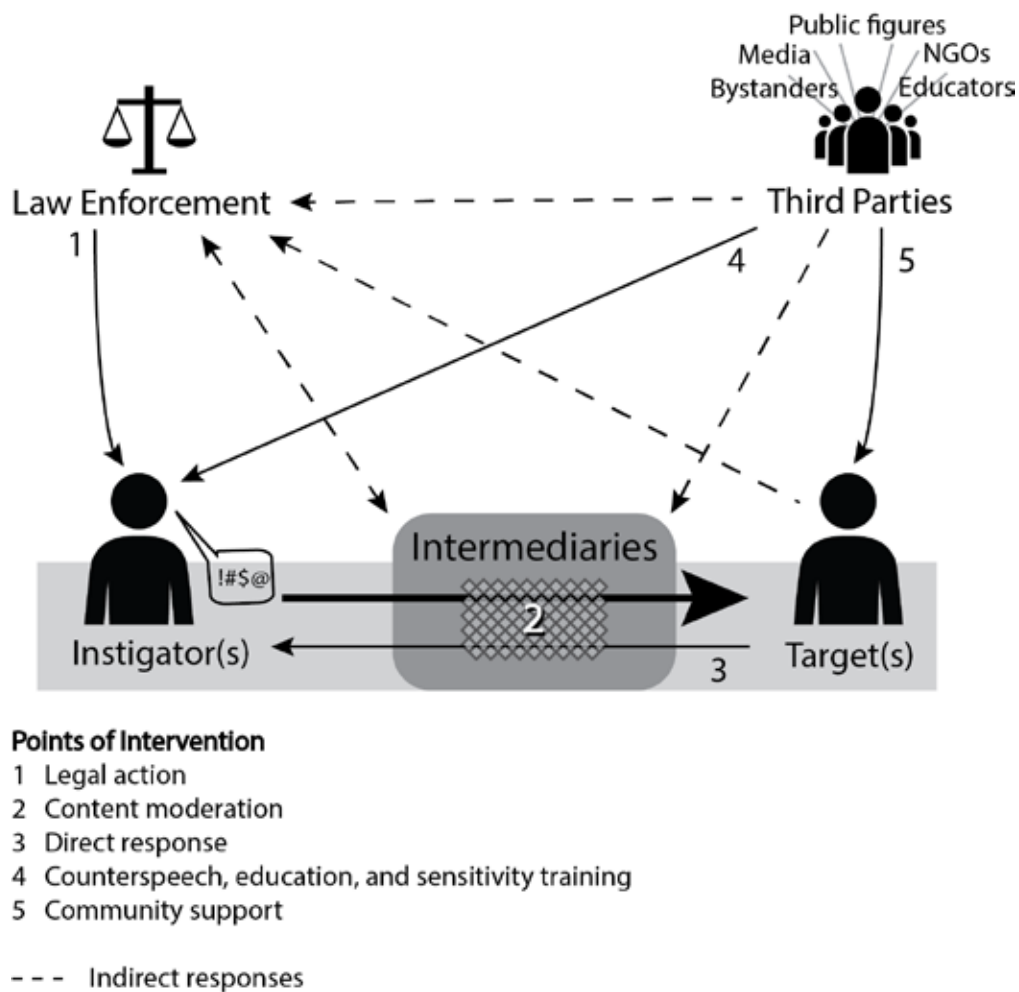 Public figures
Media NGOs
Bystanders Educators
Law Enforcement Third Parties
1 4 5
Intermediaries
!#$@
2
Instigator(s) 3 Target(s)
Points of Intervention
1 Legal action
2 Content moderation
3 Direct response
4 Counterspeech, education, and sensitivity training
5 Community support
--- Indirect responses